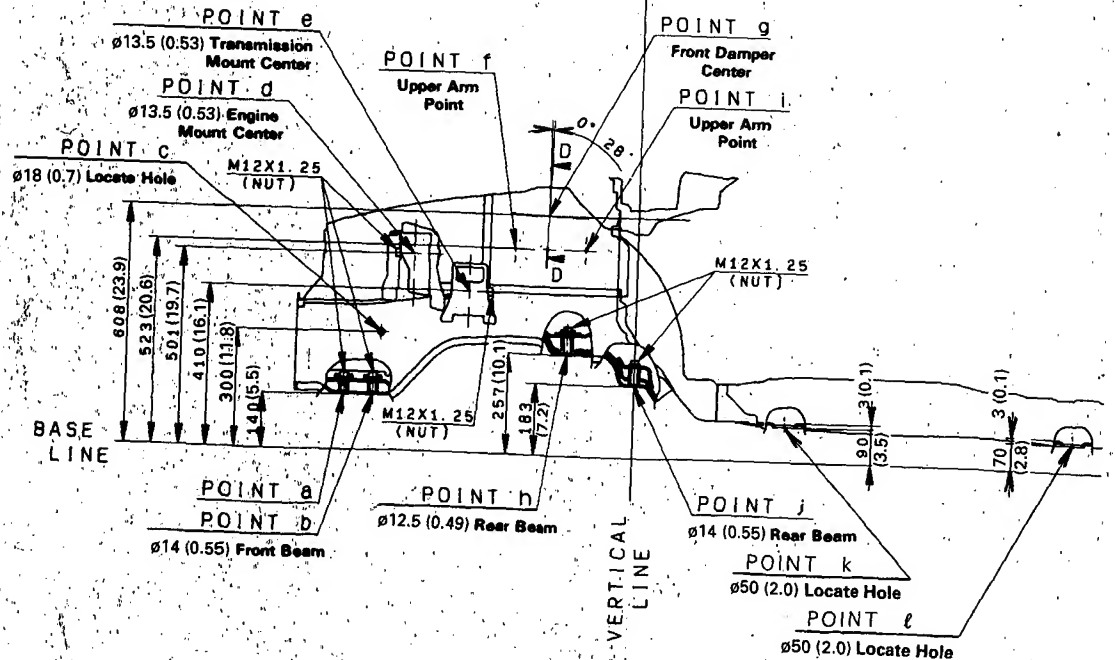 POINT e
ø13.5 (0.53) Transmission
Mount Center
POINT d
ø13.5 (0.53) Engine
Mount Center
POINT c
ø18 (0.7) Locate Hole
M12X1.25
(NUT)
POINT f
Upper Arm
Point
POINT g
Front Damper
Center
POINT i
Upper Arm
Point
0° 28'
D
D
M12X1.25
(NUT)
608 (23.9)
523 (20.6)
501 (19.7)
410 (16.1)
300 (11.8)
140 (5.5)
M12X1.25
(NUT)
257 (10.1)
183
(7.2)
3 (0.1)
90
(3.5)
3 (0.1)
70
(2.8)
BASE
LINE
POINT a
POINT b
ø14 (0.55) Front Beam
POINT h
ø12.5 (0.49) Rear Beam
VERTICAL
LINE
POINT j
ø14 (0.55) Rear Beam
POINT k
ø50 (2.0) Locate Hole
POINT ℓ
ø50 (2.0) Locate Hole